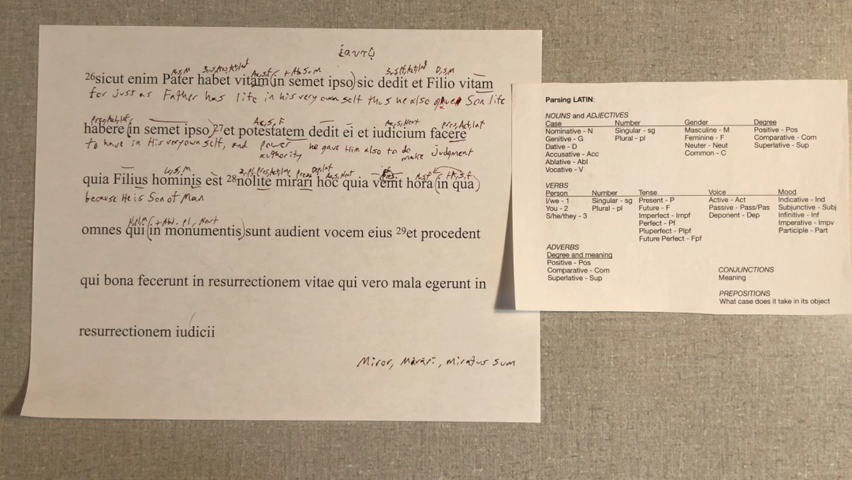 ἑαυτῷ
26sicut enim Pater habet vitam (in semet ipso) sic dedit et Filio vitam
for just as Father has life in his very own self thus he also gave Son life
habere (in semet ipso) 27et potestatem dedit ei et iudicium facere
to have in His very own self, and power he gave Him also to do judgment
authority make
quia Filius hominis est 28nolite mirari hoc quia venit hora (in qua)
because He is Son of Man
omnes qui (in monumentis) sunt audient vocem eius 29et procedent
qui bona fecerunt in resurrectionem vitae qui vero mala egerunt in
resurrectionem iudicii
Miror, Mirari, miratus sum
Parsing LATIN:
NOUNS and ADJECTIVES
Case Number Gender Degree
Nominative - N Singular - sg Masculine - M Positive - Pos
Genitive - G Plural - pl Feminine - F Comparative - Com
Dative - D Neuter - Neut Superlative - Sup
Accusative - Acc Common - C
Ablative - Abl
Vocative - V
VERBS
Person Number Tense Voice Mood
I/we - 1 Singular - sg Present - P Active - Act Indicative - Ind
You - 2 Plural - pl Future - F Passive - Pass/Pas Subjunctive - Subj
S/he/they - 3 Imperfect - Impf Deponent - Dep Infinitive - Inf
Perfect - Pf Imperative - Impv
Pluperfect - Plpf Participle - Part
Future Perfect - Fpf
ADVERBS
Degree and meaning
Positive - Pos
Comparative - Com
Superlative - Sup
CONJUNCTIONS
Meaning
PREPOSITIONS
What case does it take in its object